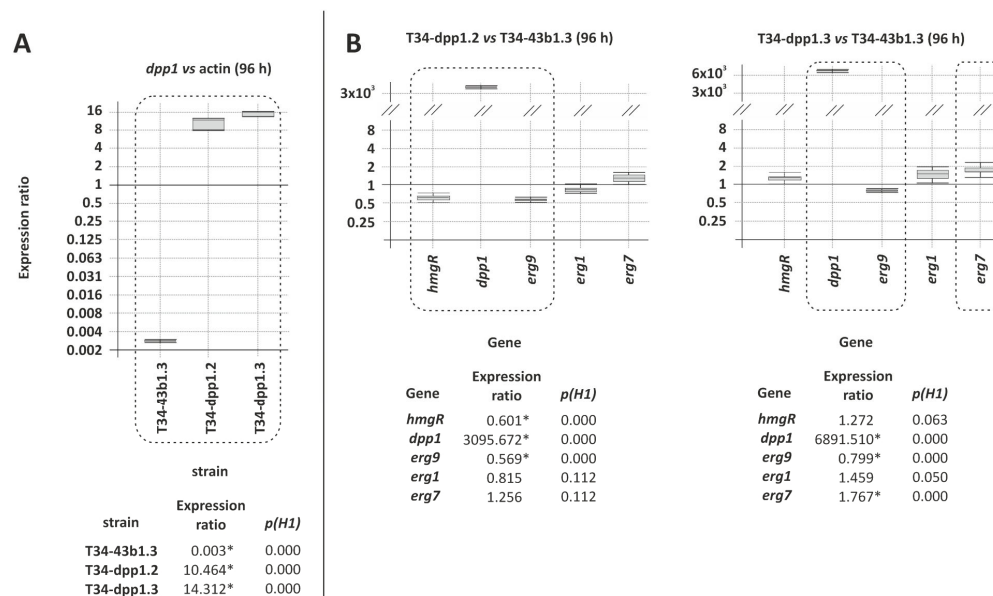 A
dpp1 vs actin (96 h)
Expression ratio
16
8
4
2
1
0.5
0.25
0.125
0.063
0.031
0.016
0.008
0.004
0.002
T34-43b1.3
T34-dpp1.2
T34-dpp1.3
strain
strain Expression ratio p(H1)
T34-43b1.3 0.003* 0.000
T34-dpp1.2 10.464* 0.000
T34-dpp1.3 14.312* 0.000
B
T34-dpp1.2 vs T34-43b1.3 (96 h)
3x10³
8
4
2
1
0.5
0.25
hmgR
dpp1
erg9
erg1
erg7
Gene
Gene Expression ratio p(H1)
hmgR 0.601* 0.000
dpp1 3095.672* 0.000
erg9 0.569* 0.000
erg1 0.815 0.112
erg7 1.256 0.112
T34-dpp1.3 vs T34-43b1.3 (96 h)
6x10³
3x10³
8
4
2
1
0.5
0.25
hmgR
dpp1
erg9
erg1
erg7
Gene
Gene Expression ratio p(H1)
hmgR 1.272 0.063
dpp1 6891.510* 0.000
erg9 0.799* 0.000
erg1 1.459 0.050
erg7 1.767* 0.000